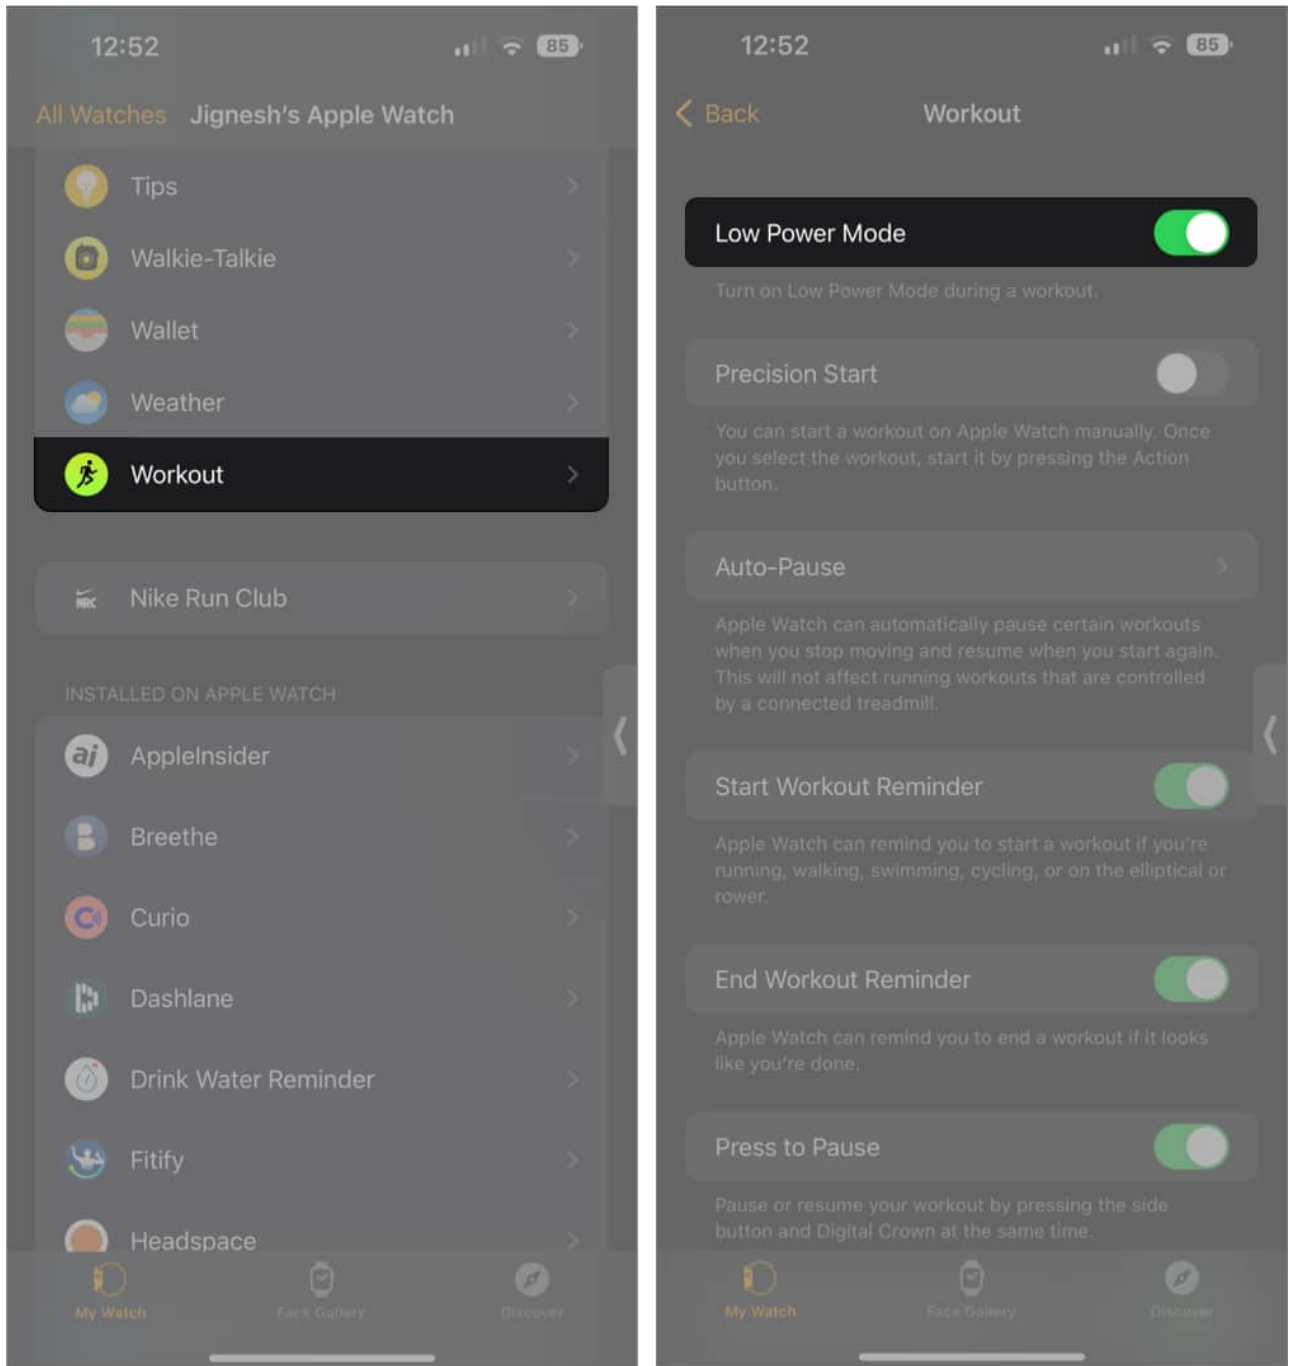 12:52
85
All Watches Jignesh's Apple Watch
Tips
Walkie-Talkie
Wallet
Weather
Workout
NRC Nike Run Club
INSTALLED ON APPLE WATCH
ai AppleInsider
B Breethe
C Curio
Dashlane
Drink Water Reminder
Fitify
Headspace
My Watch Face Gallery Discover
12:52
85
Back Workout
Low Power Mode
Turn on Low Power Mode during a workout.
Precision Start
You can start a workout on Apple Watch manually. Once
you select the workout, start it by pressing the Action
button.
Auto-Pause
Apple Watch can automatically pause certain workouts
when you stop moving and resume when you start again.
This will not affect running workouts that are controlled
by a connected treadmill.
Start Workout Reminder
Apple Watch can remind you to start a workout if you're
running, walking, swimming, cycling, or on the elliptical or
rower.
End Workout Reminder
Apple Watch can remind you to end a workout if it looks
like you're done.
Press to Pause
Pause or resume your workout by pressing the side
button and Digital Crown at the same time.
My Watch Face Gallery Discover